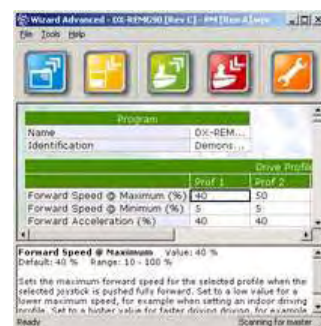 Wizard Advanced - DX-REMG90 [Rev C] - PM [Rem A].wpx
File Tools Help
Program
Name DX-REM...
Identification Demons...
Drive Profile
Prof 1 Prof 2
Forward Speed @ Maximum (%) 40 50
Forward Speed @ Minimum (%) 5 5
Forward Acceleration (%) 40 40
Forward Speed @ Maximum Value: 40 %
Default: 40 % Range: 10 - 100 %
Sets the maximum forward speed for the selected profile when the
selected joystick is pushed fully forward. Set to a low value for a
lower maximum speed, for example when setting an indoor driving
profile. Set to a higher value for faster driving, for example
Ready Scanning for master